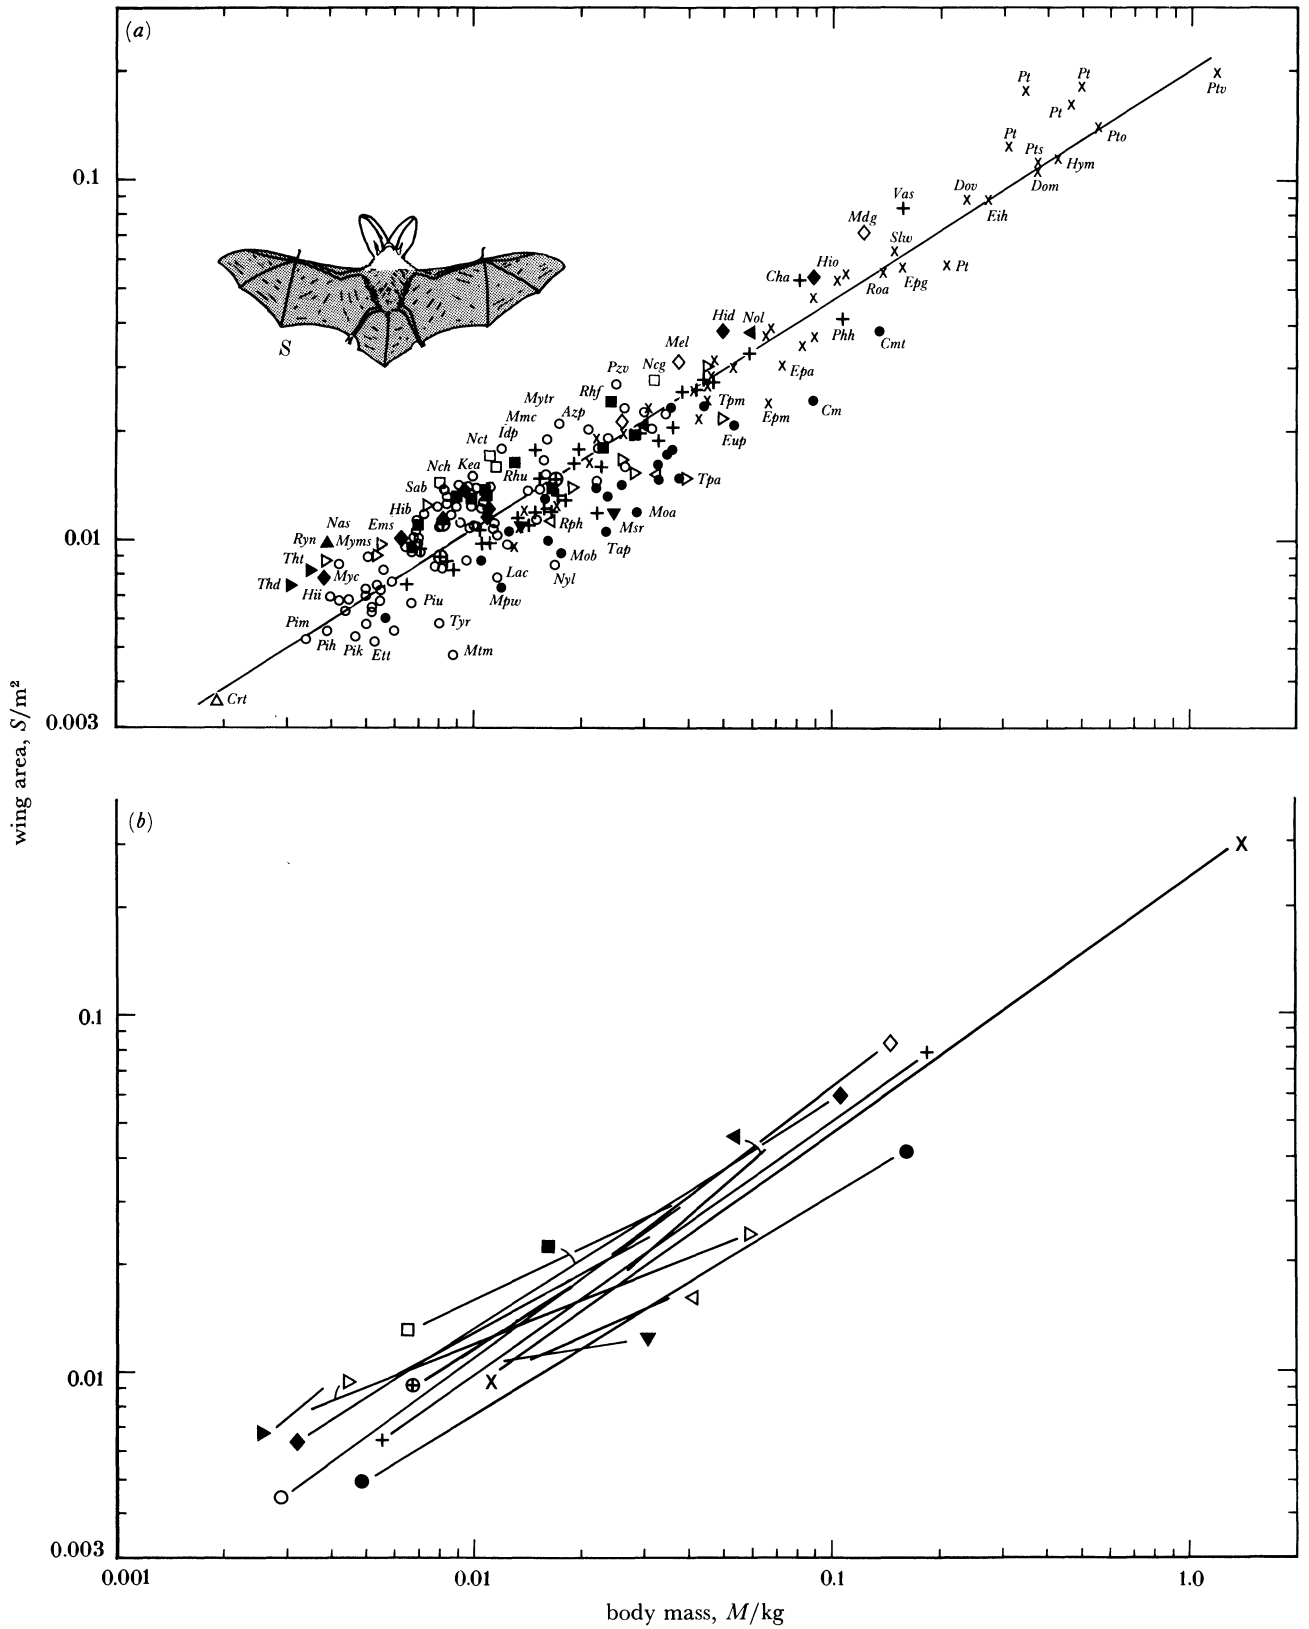 (a)
Pt Pt
Ptv
Pt
Pto
Pt
Pts
Hym
0.1
Dom
Vas Dov
Eih
Mdg
Slw
Hio
Pt
Cha
Roa Epg
Hid Nol
Phh
Cmt
Mel
S
Pzv Ncg
Epa
Rhf
Tpm
Mytr
Epm
Cm
Mmc Azp
Idp
Eup
Nct
Nch Kea
Rhu
Tpa
Sab
Hib
Moa
Nas Ems
Rph Msr
Ryn Myms
0.01
Tap
Tht
Mob
Thd Myc
Lac Nyl
Hii
Piu
Mpw
Pim
Tyr
Pih Pik Ett
Mtm
Crt
0.003
wing area, S/m²
(b)
0.1
0.01
0.003
0.001 0.01 0.1 1.0
body mass, M/kg